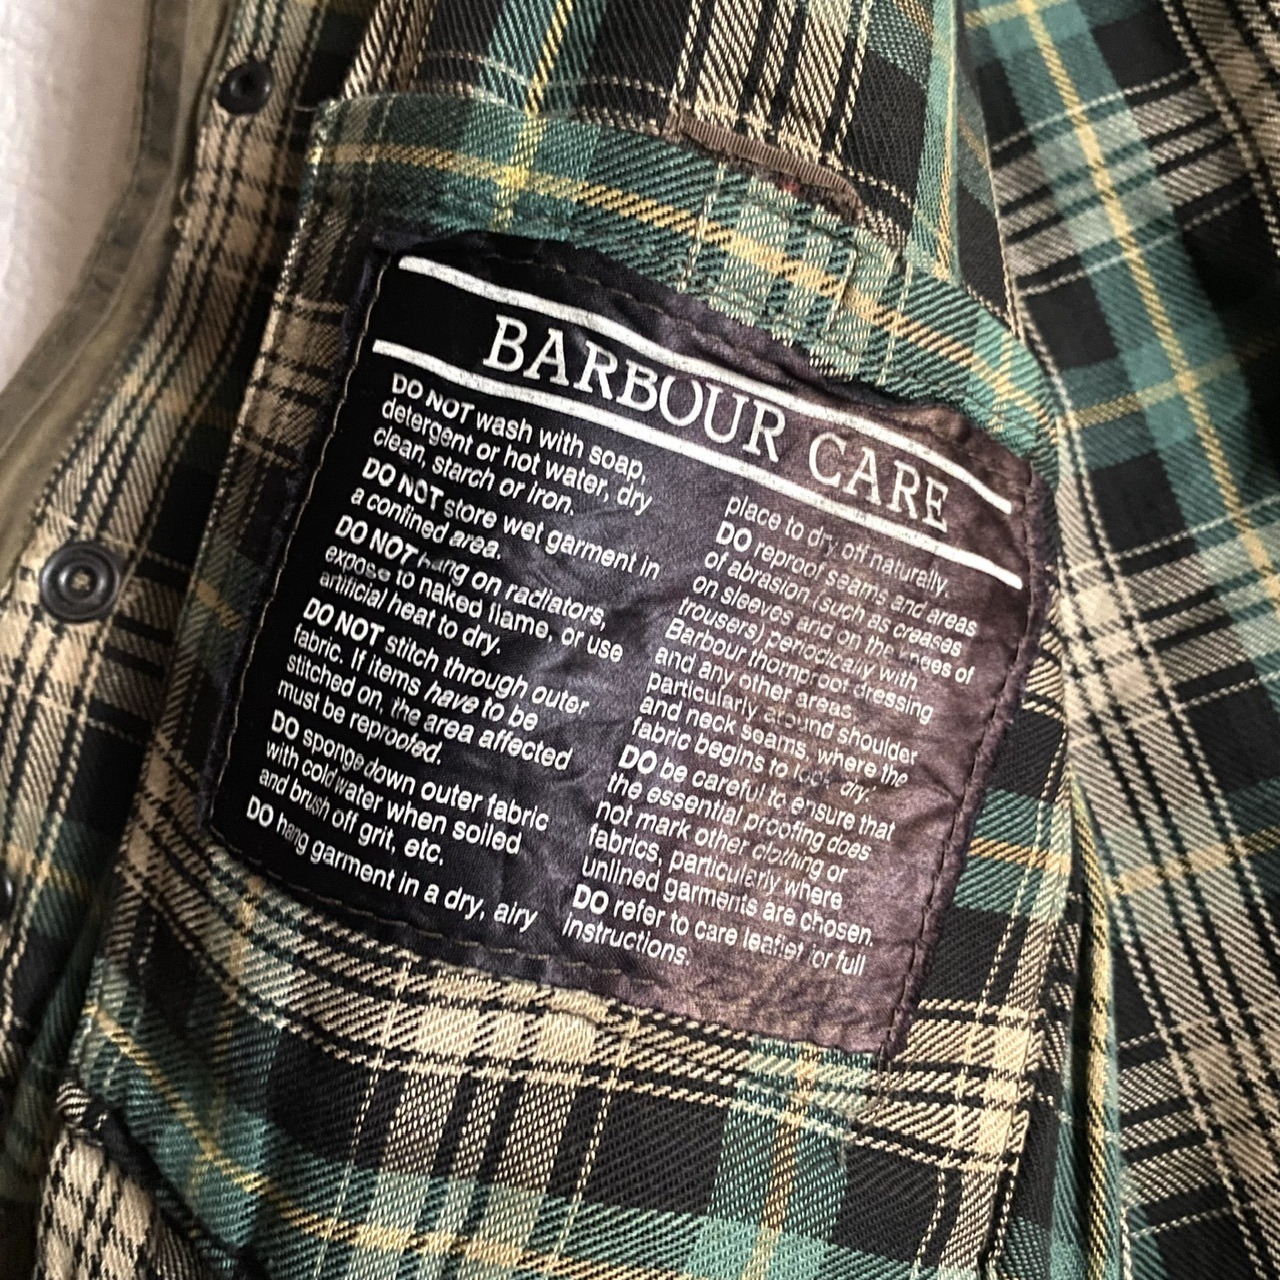 BARBOUR CARE
DO NOT wash with soap,
detergent or hot water, dry
clean, starch or iron.
DO NOT store wet garment in
a confined area.
DO NOT hang on radiators,
expose to naked flame, or use
artificial heat to dry.
DO NOT stitch through outer
fabric. If items have to be
stitched on, the area affected
must be reproofed.
DO sponge down outer fabric
with cold water when soiled
and brush off grit, etc.
DO hang garment in a dry, airy
place to dry off naturally.
DO reproof seams and areas
of abrasion (such as creases
on sleeves and on the knees of
trousers) periodically with
Barbour thornproof dressing
and any other areas,
particularly around shoulder
and neck seams, where the
fabric begins to look 'dry.'
DO be careful to ensure that
the essential proofing does
not mark other clothing or
fabrics, particularly where
unlined garments are chosen.
DO refer to care leaflet for full
instructions.